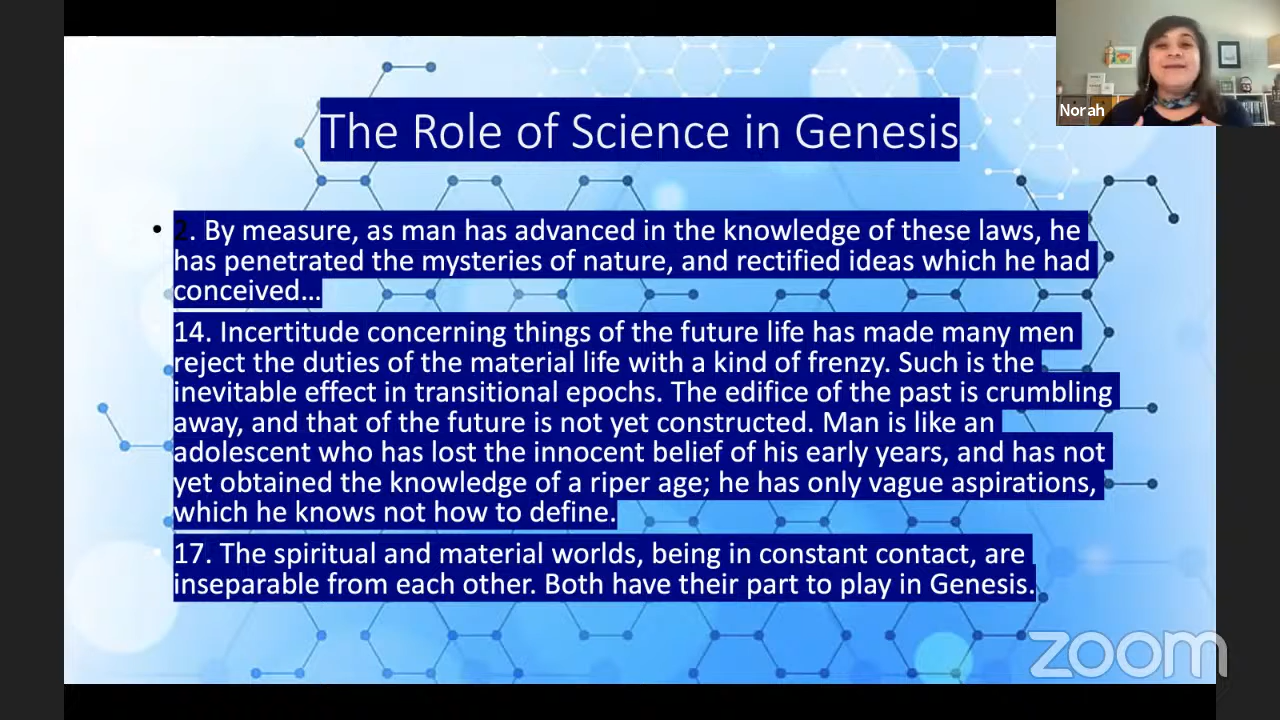 Norah
The Role of Science in Genesis
• 2. By measure, as man has advanced in the knowledge of these laws, he
has penetrated the mysteries of nature, and rectified ideas which he had
conceived…
14. Incertitude concerning things of the future life has made many men
reject the duties of the material life with a kind of frenzy. Such is the
inevitable effect in transitional epochs. The edifice of the past is crumbling
away, and that of the future is not yet constructed. Man is like an
adolescent who has lost the innocent belief of his early years, and has not
yet obtained the knowledge of a riper age; he has only vague aspirations,
which he knows not how to define.
17. The spiritual and material worlds, being in constant contact, are
inseparable from each other. Both have their part to play in Genesis.
zoom